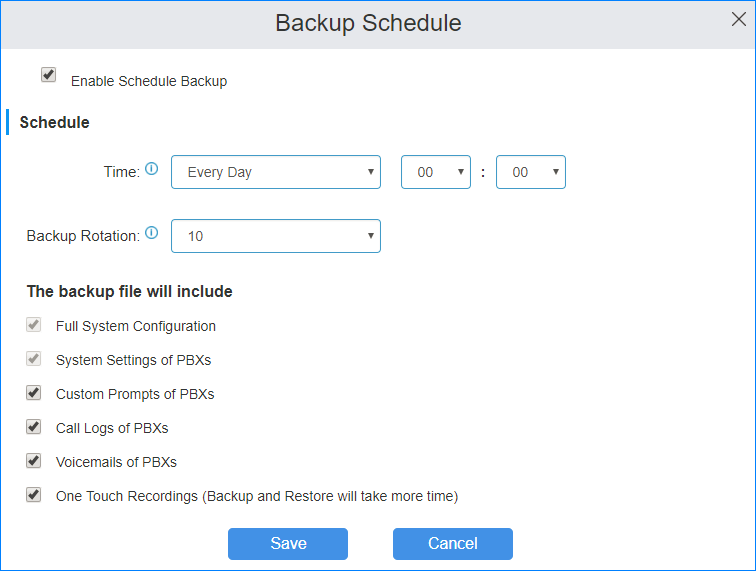 Backup Schedule
Enable Schedule Backup
Schedule
Time: Every Day 00 : 00
Backup Rotation: 10
The backup file will include
Full System Configuration
System Settings of PBXs
Custom Prompts of PBXs
Call Logs of PBXs
Voicemails of PBXs
One Touch Recordings (Backup and Restore will take more time)
Save Cancel